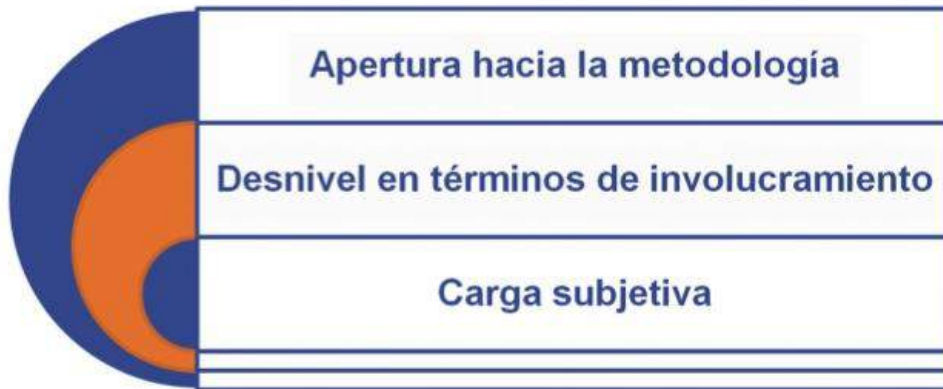 Apertura hacia la metodología
Desnivel en términos de involucramiento
Carga subjetiva